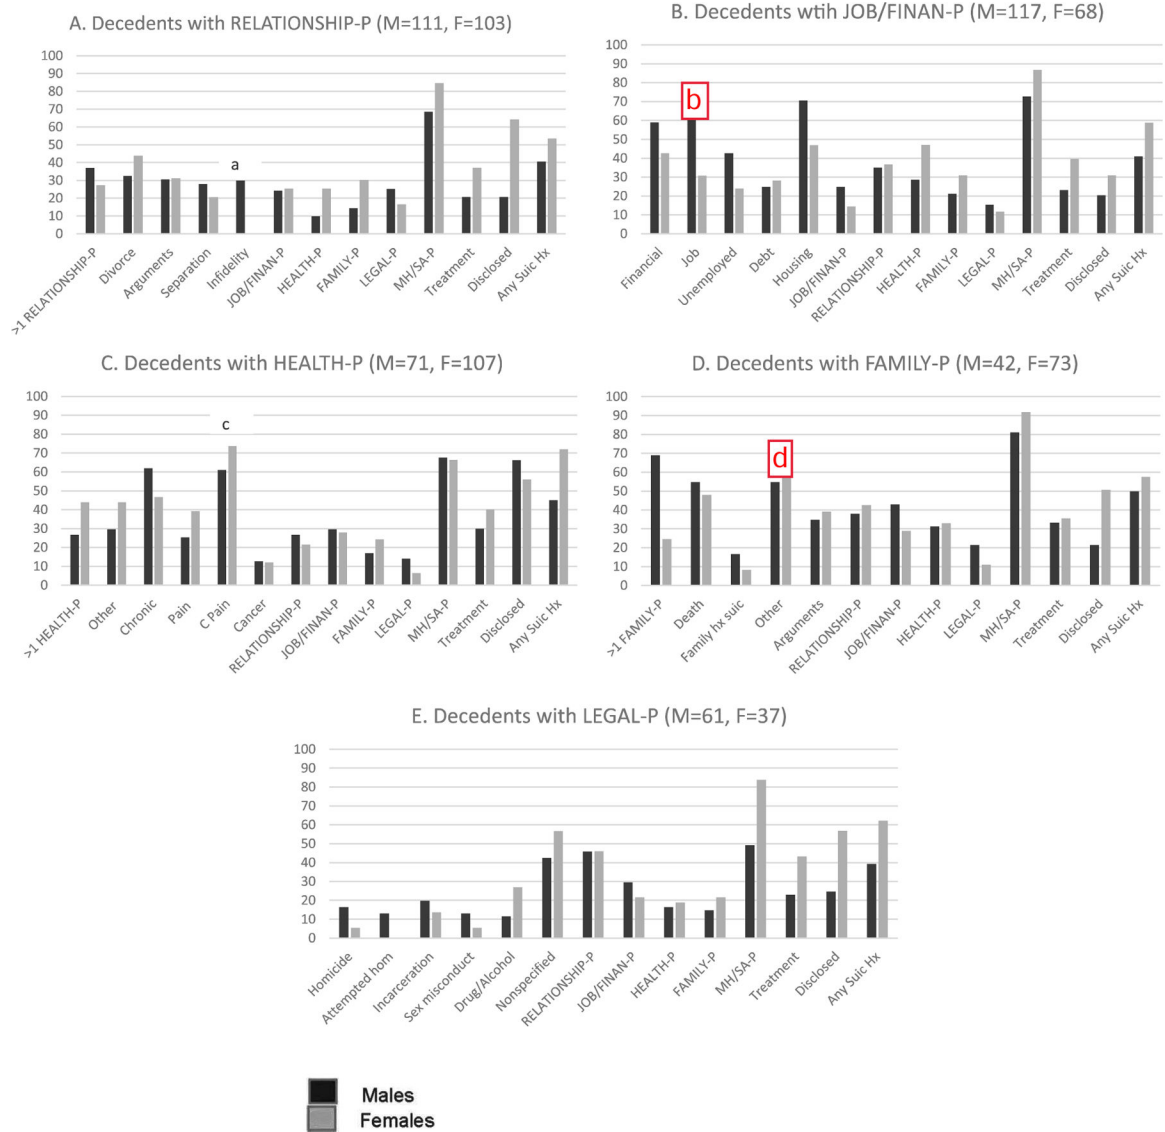 A. Decedents with RELATIONSHIP-P (M=111, F=103)
100
90
80
70
60
50
40
30
20
10
0
a
>1 RELATIONSHIP-P
Divorce
Arguments
Separation
Infidelity
JOB/FINAN-P
HEALTH-P
FAMILY-P
LEGAL-P
MH/SA-P
Treatment
Disclosed
Any Suic Hx
B. Decedents wtih JOB/FINAN-P (M=117, F=68)
100
90
80
70
60
50
40
30
20
10
0
b
Financial
Job
Unemployed
Debt
Housing
JOB/FINAN-P
RELATIONSHIP-P
HEALTH-P
FAMILY-P
LEGAL-P
MH/SA-P
Treatment
Disclosed
Any Suic Hx
C. Decedents with HEALTH-P (M=71, F=107)
100
90
80
70
60
50
40
30
20
10
0
c
>1 HEALTH-P
Other
Chronic
Pain
C Pain
Cancer
RELATIONSHIP-P
JOB/FINAN-P
FAMILY-P
LEGAL-P
MH/SA-P
Treatment
Disclosed
Any Suic Hx
D. Decedents with FAMILY-P (M=42, F=73)
100
90
80
70
60
50
40
30
20
10
0
d
>1 FAMILY-P
Death
Family hx suic
Other
Arguments
RELATIONSHIP-P
JOB/FINAN-P
HEALTH-P
LEGAL-P
MH/SA-P
Treatment
Disclosed
Any Suic Hx
E. Decedents with LEGAL-P (M=61, F=37)
100
90
80
70
60
50
40
30
20
10
0
Homicide
Attempted hom
Incarceration
Sex misconduct
Drug/Alcohol
Nonspecified
RELATIONSHIP-P
JOB/FINAN-P
HEALTH-P
FAMILY-P
MH/SA-P
Treatment
Disclosed
Any Suic Hx
Males
Females